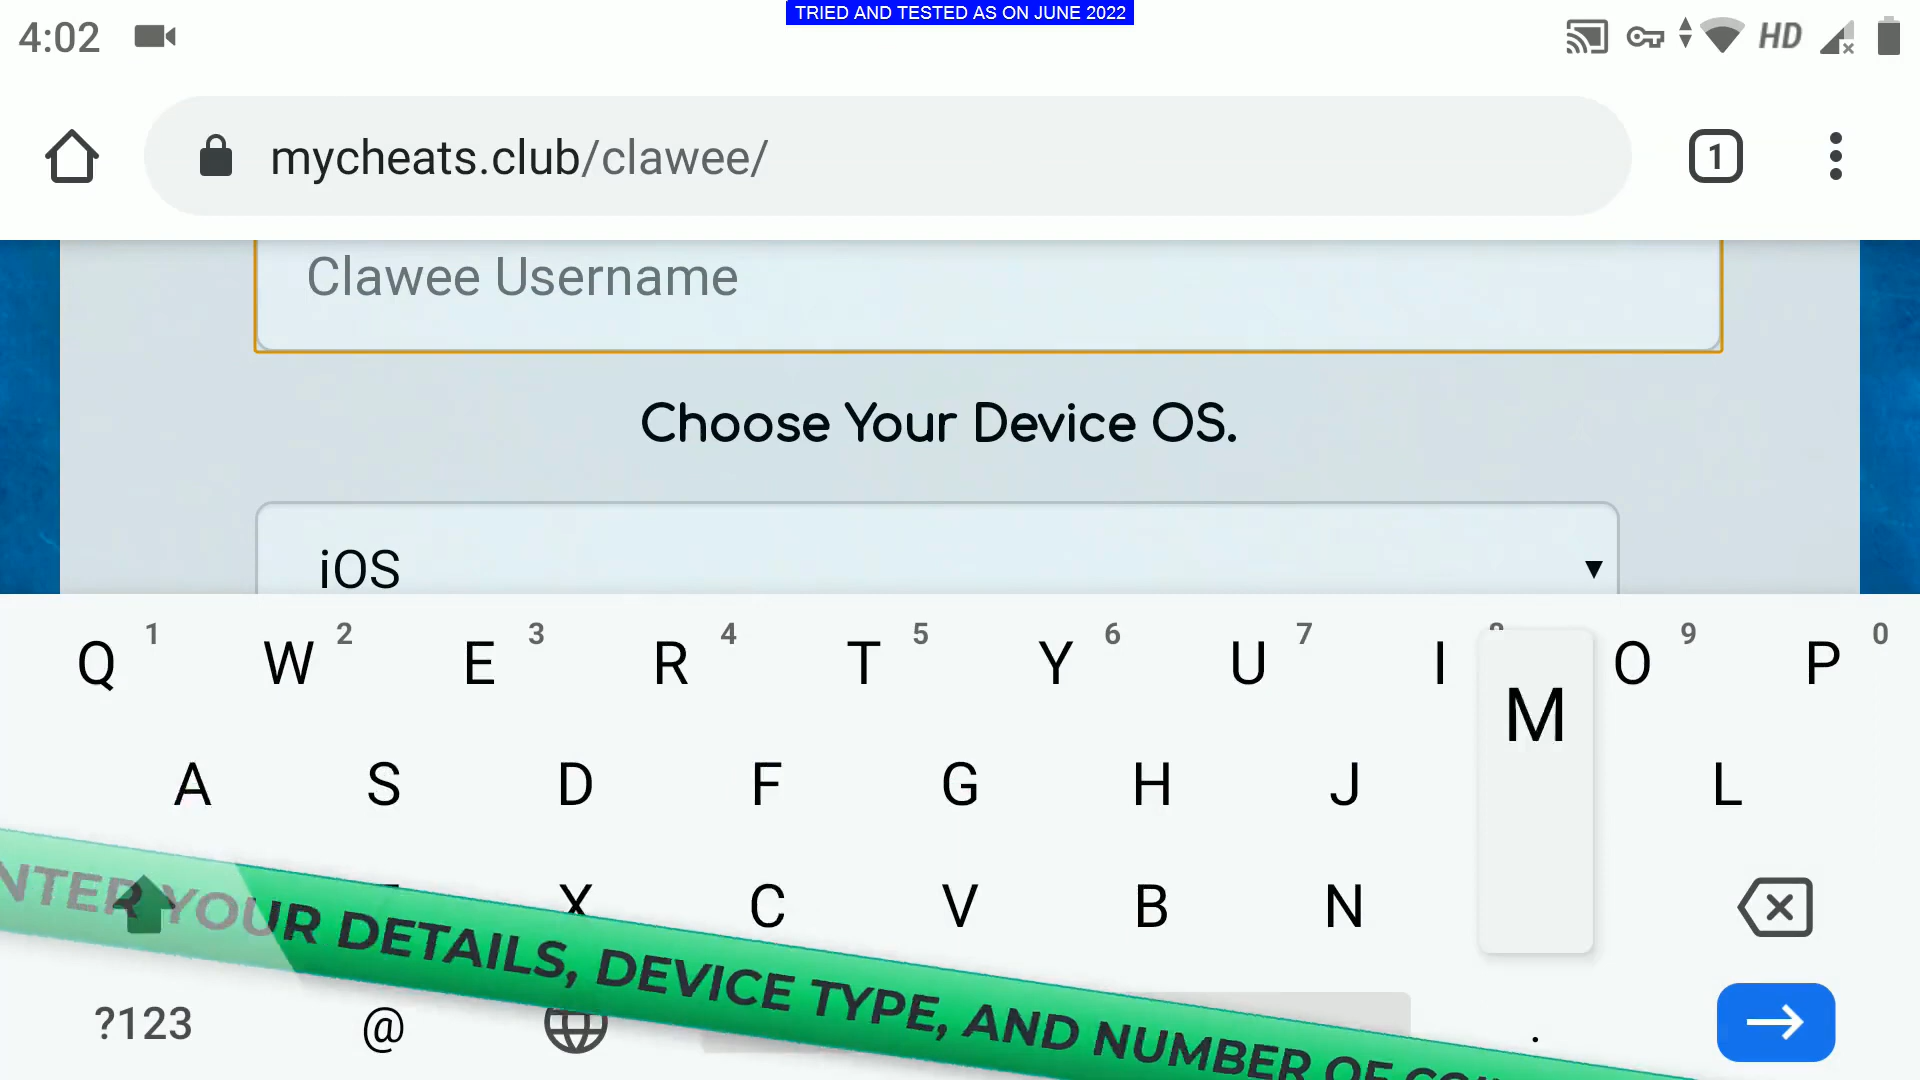 TRIED AND TESTED AS ON JUNE 2022
4:02
HD
mycheats.club/clawee/
1
Clawee Username
Choose Your Device OS.
iOS
Q 1 W 2 E 3 R 4 T 5 Y 6 U 7 I O 9 P 0
M
A S D F G H J L
X C V B N
NTER YOUR DETAILS, DEVICE TYPE, AND NUMBER OF
?123 @ .